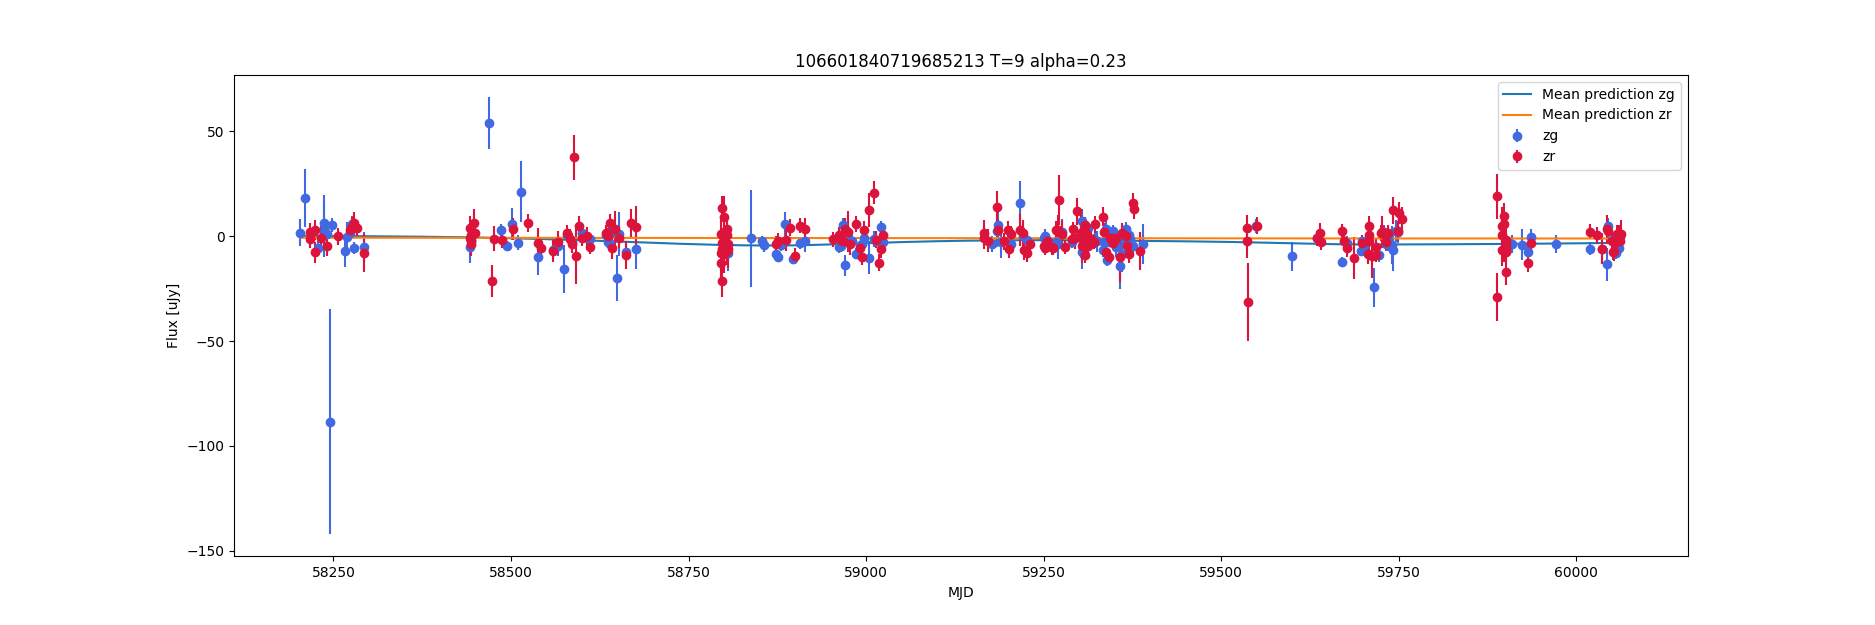 106601840719685213 T=9 alpha=0.23
Mean prediction zg
Mean prediction zr
zg
zr
50
0
−50
−100
−150
Flux [uJy]
58250 58500 58750 59000 59250 59500 59750 60000
MJD